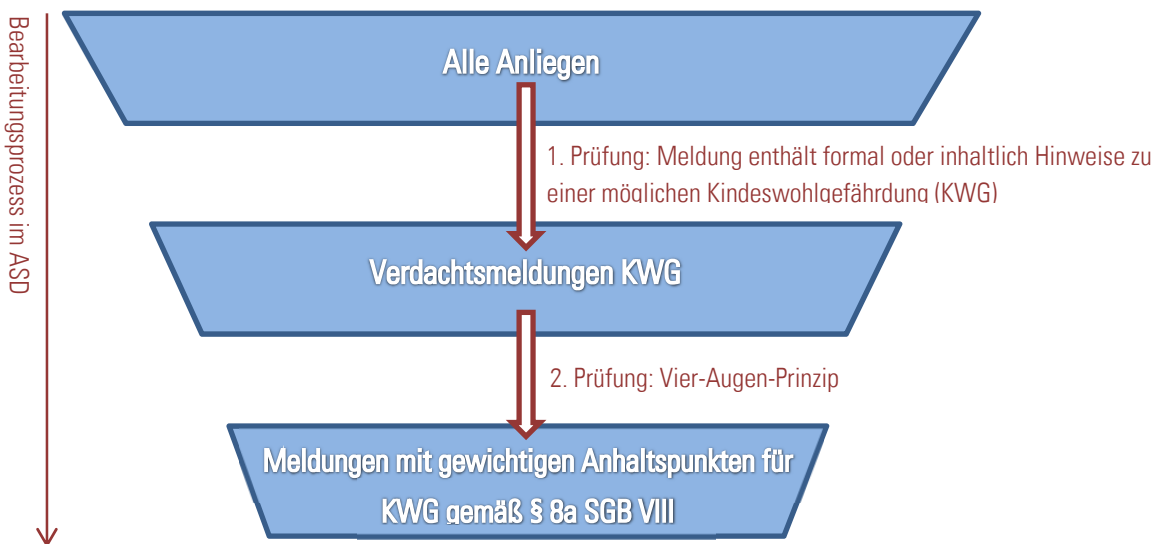 Bearbeitungsprozess im ASD
Alle Anliegen
1. Prüfung: Meldung enthält formal oder inhaltlich Hinweise zu
einer möglichen Kindeswohlgefährdung (KWG)
Verdachtsmeldungen KWG
2. Prüfung: Vier-Augen-Prinzip
Meldungen mit gewichtigen Anhaltspunkten für
KWG gemäß § 8a SGB VIII